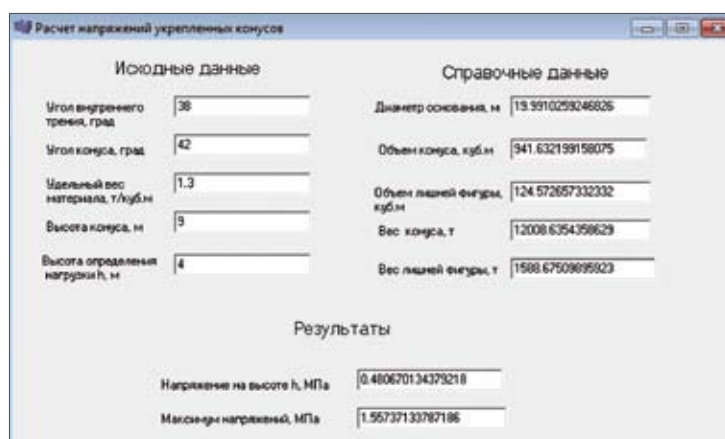 Расчет напряжений укрепленных конусов
Исходные данные
Угол внутреннего
трения, град
38
Угол конуса, град
42
Удельный вес
материала, т/куб.м
1.3
Высота конуса, м
9
Высота определения
нагрузки h, м
4
Справочные данные
Диаметр основания, м
19.9910259246826
Объем конуса, куб.м
941.632199158075
Объем лишней фигуры,
куб.м
124.572657332332
Вес конуса, т
12008.6354358629
Вес лишней фигуры, т
1588.67509895923
Результаты
Напряжение на высоте h, МПа
0.480670134379218
Максимум напряжений, МПа
1.55737133787186